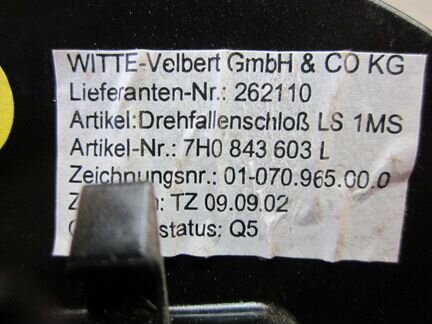 WITTE-Velbert GmbH & CO KG
Lieferanten-Nr.: 262110
Artikel:Drehfallenschloß LS 1MS
Artikel-Nr.: 7H0 843 603 L
Zeichnungsnr.: 01-070.965.00.0
TZ 09.09.02
status: Q5